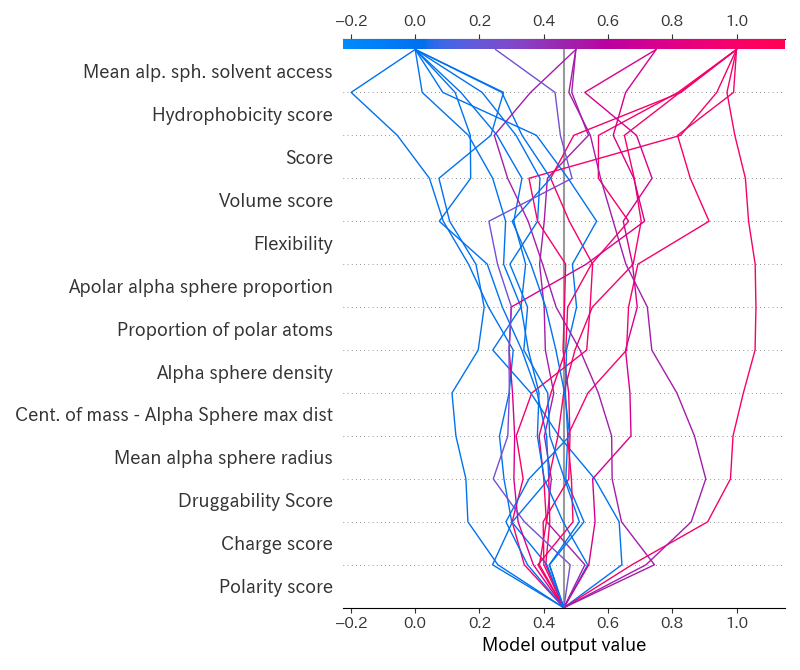 −0.2 0.0 0.2 0.4 0.6 0.8 1.0
Mean alp. sph. solvent access
Hydrophobicity score
Score
Volume score
Flexibility
Apolar alpha sphere proportion
Proportion of polar atoms
Alpha sphere density
Cent. of mass - Alpha Sphere max dist
Mean alpha sphere radius
Druggability Score
Charge score
Polarity score
−0.2 0.0 0.2 0.4 0.6 0.8 1.0
Model output value